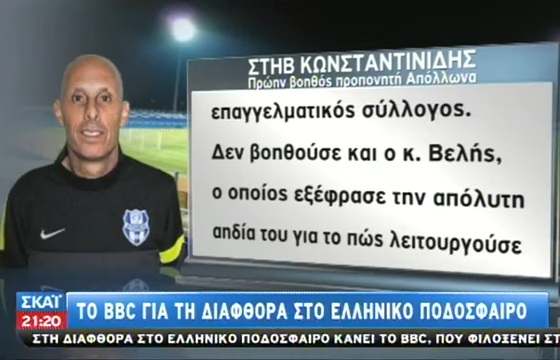 ΣΤΗΒ ΚΩΝΣΤΑΝΤΙΝΙΔΗΣ
Πρώην βοηθός προπονητή Απόλλωνα
επαγγελματικός σύλλογος.
Δεν βοηθούσε και ο κ. Βελής,
ο οποίος εξέφρασε την απόλυτη
αηδία του για το πώς λειτουργούσε
ΣΚΑΪ
21:20
ΤΟ BBC ΓΙΑ ΤΗ ΔΙΑΦΘΟΡΑ ΣΤΟ ΕΛΛΗΝΙΚΟ ΠΟΔΟΣΦΑΙΡΟ
ΣΤΗ ΔΙΑΦΘΟΡΑ ΣΤΟ ΕΛΛΗΝΙΚΟ ΠΟΔΟΣΦΑΙΡΟ ΚΑΝΕΙ ΤΟ BBC, ΠΟΥ ΦΙΛΟΞΕΝΕΙ Σ